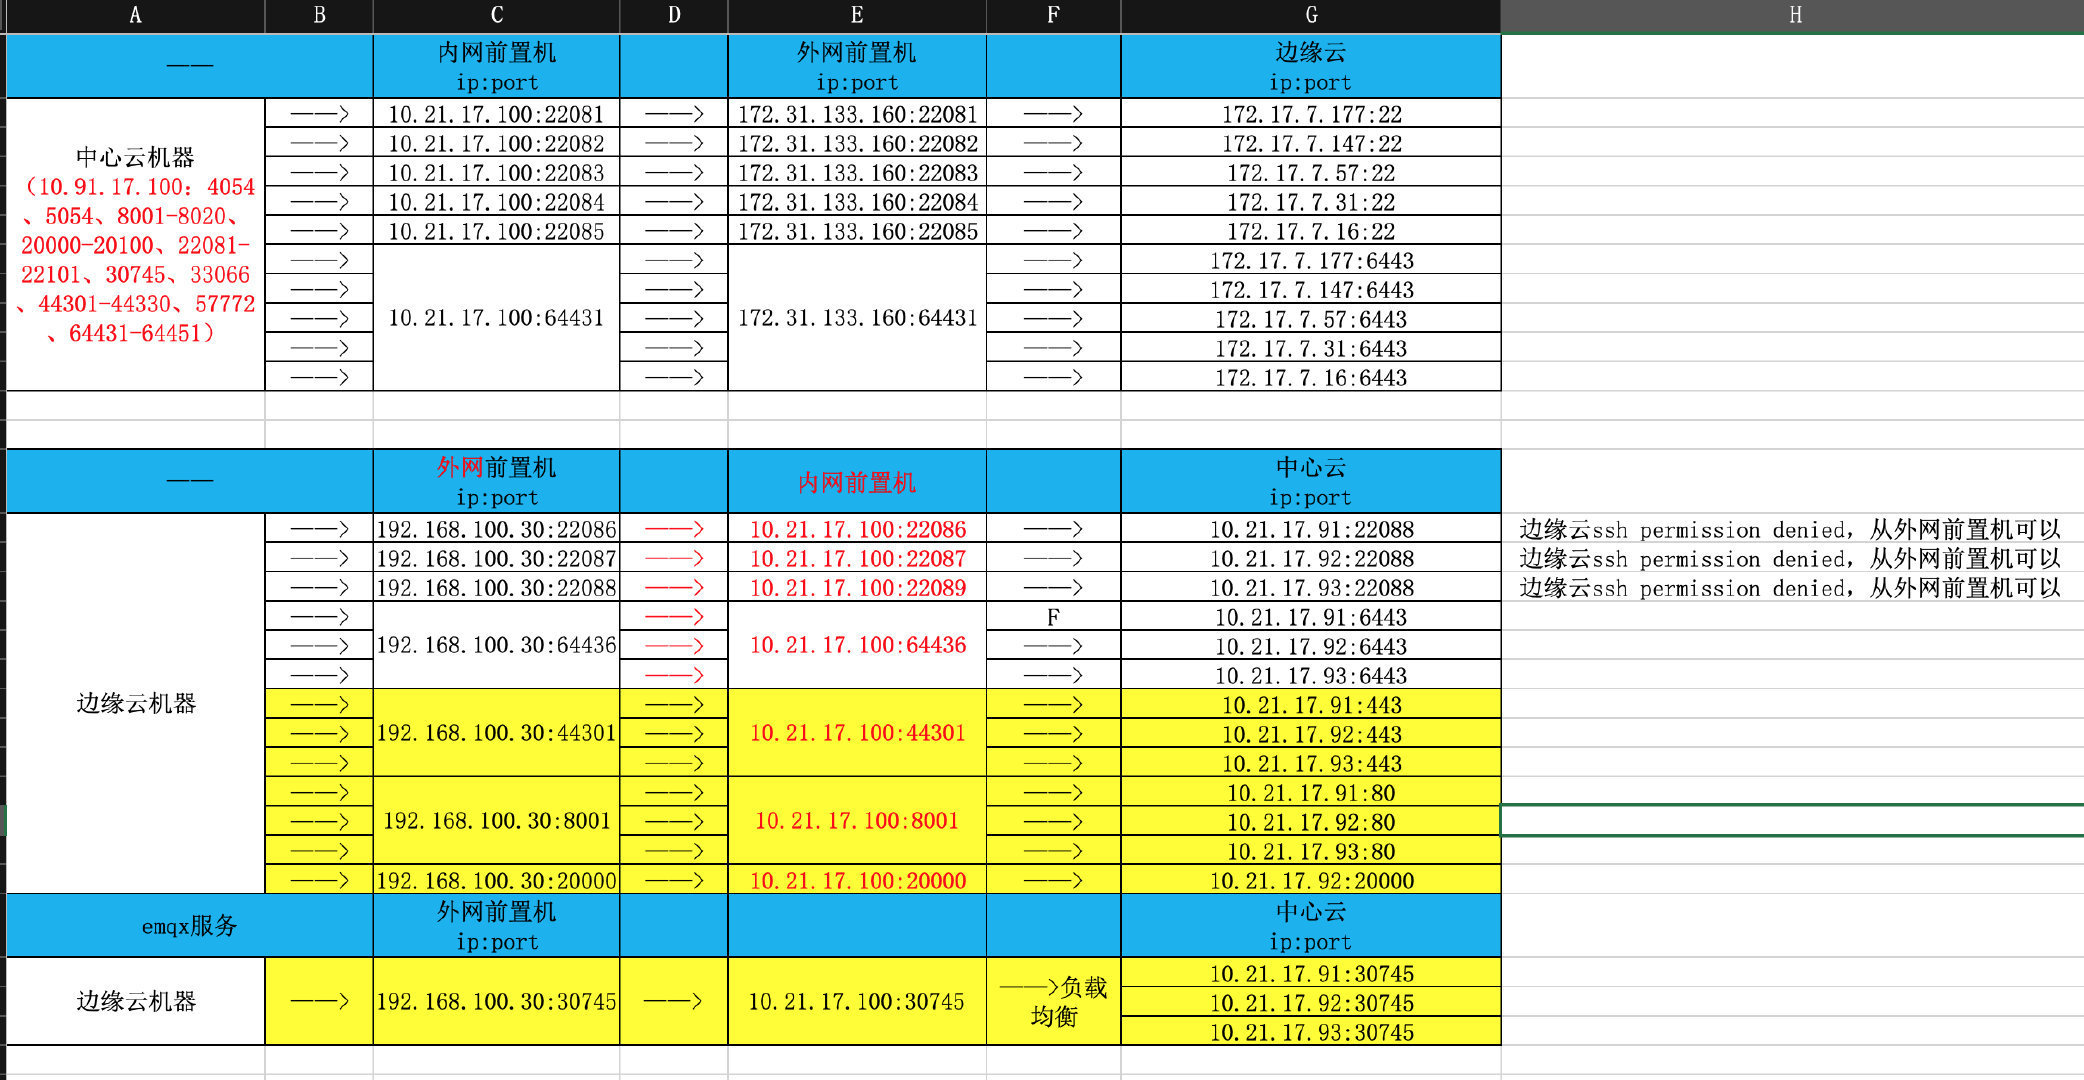 A B C D E F G H
—— 内网前置机 外网前置机 边缘云
ip:port ip:port ip:port
中心云机器
（10.91.17.100: 4054
、5054、8001-8020、
20000-20100、22081-
22101、30745、33066
、44301-44330、57772
、64431-64451）
——> 10.21.17.100:22081 ——> 172.31.133.160:22081 ——> 172.17.7.177:22
——> 10.21.17.100:22082 ——> 172.31.133.160:22082 ——> 172.17.7.147:22
——> 10.21.17.100:22083 ——> 172.31.133.160:22083 ——> 172.17.7.57:22
——> 10.21.17.100:22084 ——> 172.31.133.160:22084 ——> 172.17.7.31:22
——> 10.21.17.100:22085 ——> 172.31.133.160:22085 ——> 172.17.7.16:22
——> ——> ——> 172.17.7.177:6443
——> ——> ——> 172.17.7.147:6443
——> 10.21.17.100:64431 ——> 172.31.133.160:64431 ——> 172.17.7.57:6443
——> ——> ——> 172.17.7.31:6443
——> ——> ——> 172.17.7.16:6443
—— 外网前置机 内网前置机 中心云
ip:port ip:port
边缘云机器
——> 192.168.100.30:22086 ——> 10.21.17.100:22086 ——> 10.21.17.91:22088 边缘云ssh permission denied，从外网前置机可以
——> 192.168.100.30:22087 ——> 10.21.17.100:22087 ——> 10.21.17.92:22088 边缘云ssh permission denied，从外网前置机可以
——> 192.168.100.30:22088 ——> 10.21.17.100:22089 ——> 10.21.17.93:22088 边缘云ssh permission denied，从外网前置机可以
——> ——> F 10.21.17.91:6443
——> 192.168.100.30:64436 ——> 10.21.17.100:64436 ——> 10.21.17.92:6443
——> ——> ——> 10.21.17.93:6443
——> ——> ——> 10.21.17.91:443
——> 192.168.100.30:44301 ——> 10.21.17.100:44301 ——> 10.21.17.92:443
——> ——> ——> 10.21.17.93:443
——> ——> ——> 10.21.17.91:80
——> 192.168.100.30:8001 ——> 10.21.17.100:8001 ——> 10.21.17.92:80
——> ——> ——> 10.21.17.93:80
——> 192.168.100.30:20000 ——> 10.21.17.100:20000 ——> 10.21.17.92:20000
emqx服务 外网前置机 中心云
ip:port ip:port
边缘云机器 ——> 192.168.100.30:30745 ——> 10.21.17.100:30745 ——>负载
均衡
10.21.17.91:30745
10.21.17.92:30745
10.21.17.93:30745